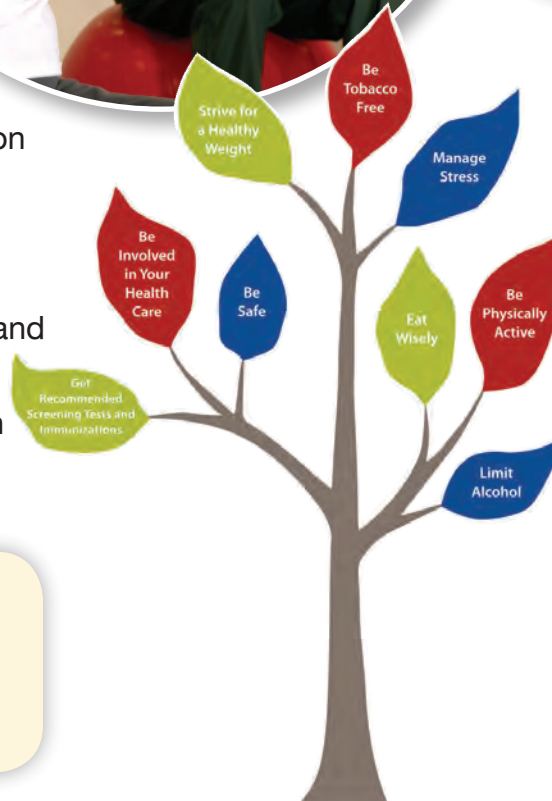 on
and
n
Be
Tobacco
Free
Strive for
a Healthy
Weight
Manage
Stress
Be
Involved
in Your
Health
Care
Be
Safe
Eat
Wisely
Be
Physically
Active
Get
Recommended
Screening Tests and
Immunizations
Limit
Alcohol